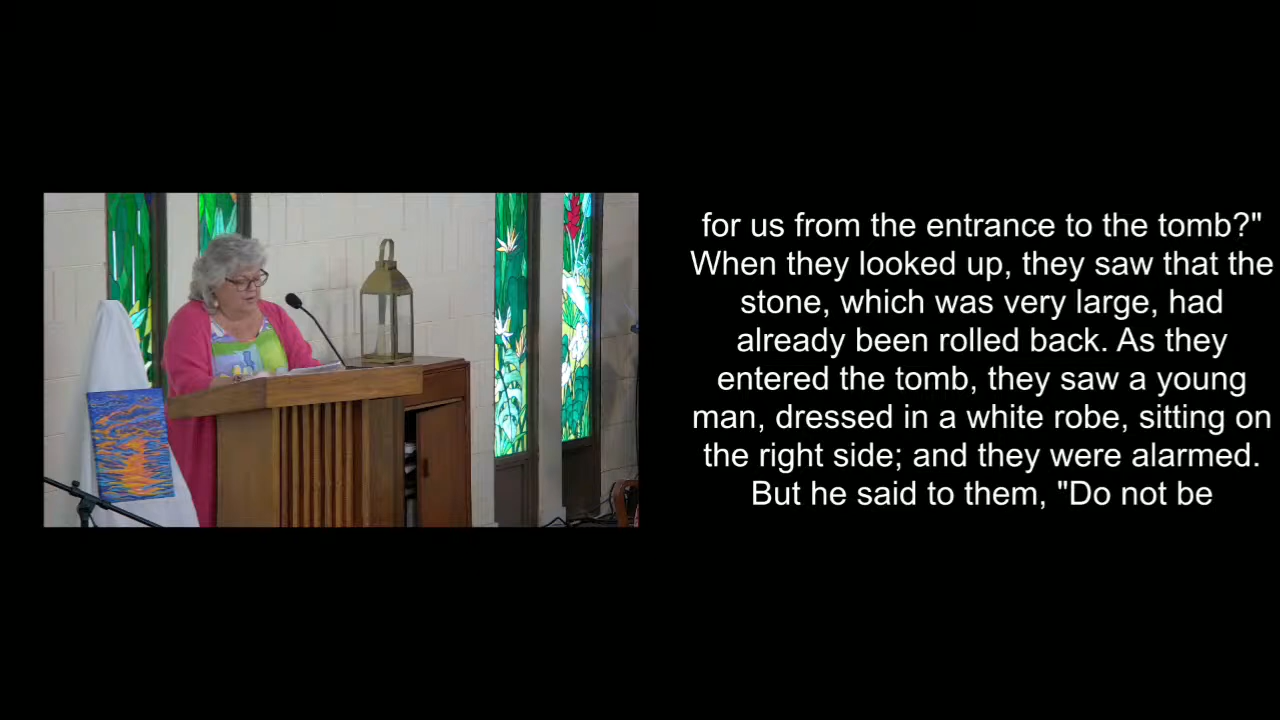 for us from the entrance to the tomb?"
When they looked up, they saw that the
stone, which was very large, had
already been rolled back. As they
entered the tomb, they saw a young
man, dressed in a white robe, sitting on
the right side; and they were alarmed.
But he said to them, "Do not be